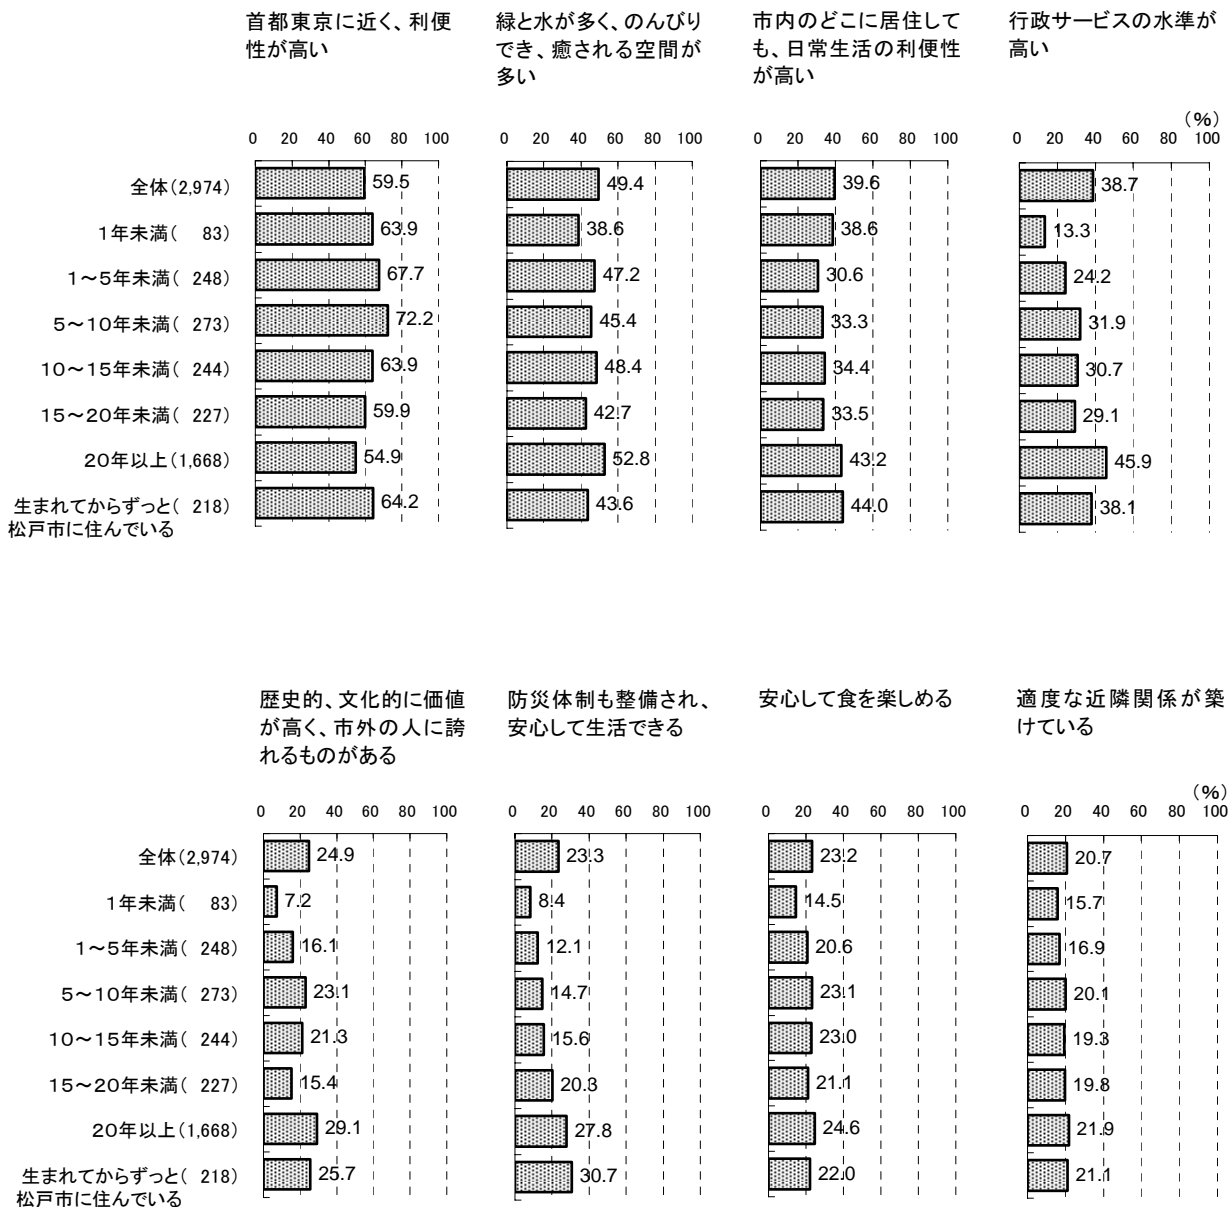 首都東京に近く、利便
性が高い
緑と水が多く、のんびり
でき、癒される空間が
多い
市内のどこに居住して
も、日常生活の利便性
が高い
行政サービスの水準が
高い
(%)
0 20 40 60 80 100 0 20 40 60 80 100 0 20 40 60 80 100 0 20 40 60 80 100
全体(2,974) 59.5 49.4 39.6 38.7
1年未満( 83) 63.9 38.6 38.6 13.3
1～5年未満( 248) 67.7 47.2 30.6 24.2
5～10年未満( 273) 72.2 45.4 33.3 31.9
10～15年未満( 244) 63.9 48.4 34.4 30.7
15～20年未満( 227) 59.9 42.7 33.5 29.1
20年以上(1,668) 54.9 52.8 43.2 45.9
生まれてからずっと( 218) 64.2 43.6 44.0 38.1
松戸市に住んでいる
歴史的、文化的に価値
が高く、市外の人に誇
れるものがある
防災体制も整備され、
安心して生活できる
安心して食を楽しめる
適度な近隣関係が築
けている
(%)
0 20 40 60 80 100 0 20 40 60 80 100 0 20 40 60 80 100 0 20 40 60 80 100
全体(2,974) 24.9 23.3 23.2 20.7
1年未満( 83) 7.2 8.4 14.5 15.7
1～5年未満( 248) 16.1 12.1 20.6 16.9
5～10年未満( 273) 23.1 14.7 23.1 20.1
10～15年未満( 244) 21.3 15.6 23.0 19.3
15～20年未満( 227) 15.4 20.3 21.1 19.8
20年以上(1,668) 29.1 27.8 24.6 21.9
生まれてからずっと( 218) 25.7 30.7 22.0 21.1
松戸市に住んでいる